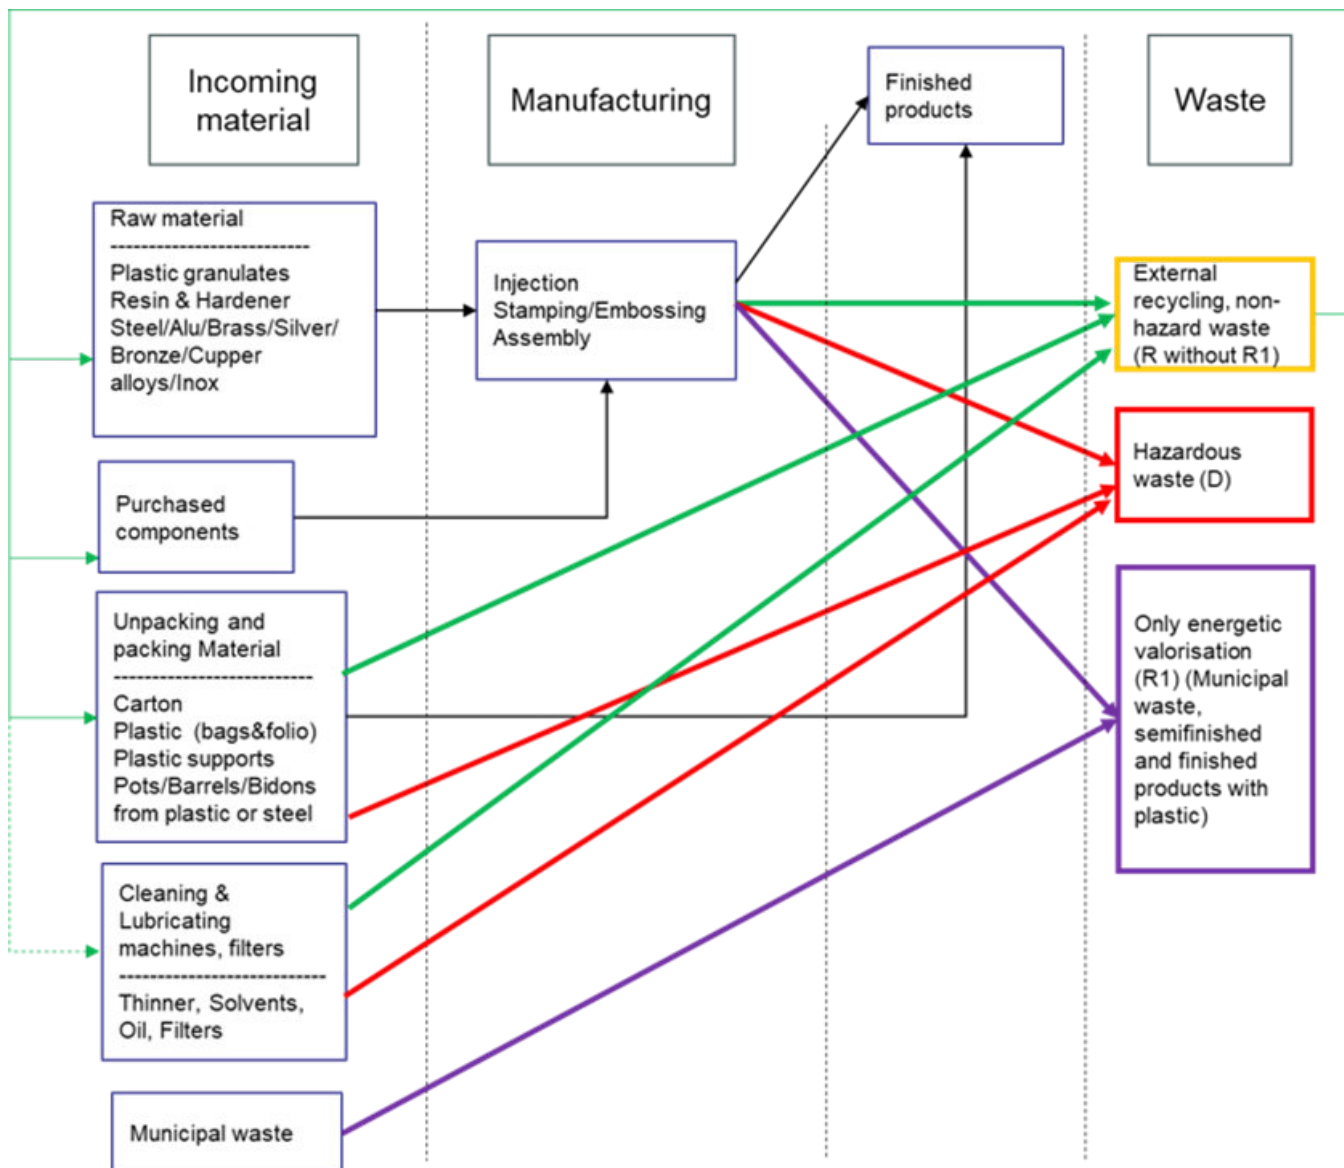 Incoming
material
Manufacturing
Finished
products
Waste
Raw material
--------------------------
Plastic granulates
Resin & Hardener
Steel/Alu/Brass/Silver/
Bronze/Cupper
alloys/Inox
Injection
Stamping/Embossing
Assembly
External
recycling, non-
hazard waste
(R without R1)
Hazardous
waste (D)
Purchased
components
Unpacking and
packing Material
--------------------------
Carton
Plastic (bags&folio)
Plastic supports
Pots/Barrels/Bidons
from plastic or steel
Only energetic
valorisation
(R1) (Municipal
waste,
semifinished
and finished
products with
plastic)
Cleaning &
Lubricating
machines, filters
---------------------------
Thinner, Solvents,
Oil, Filters
Municipal waste